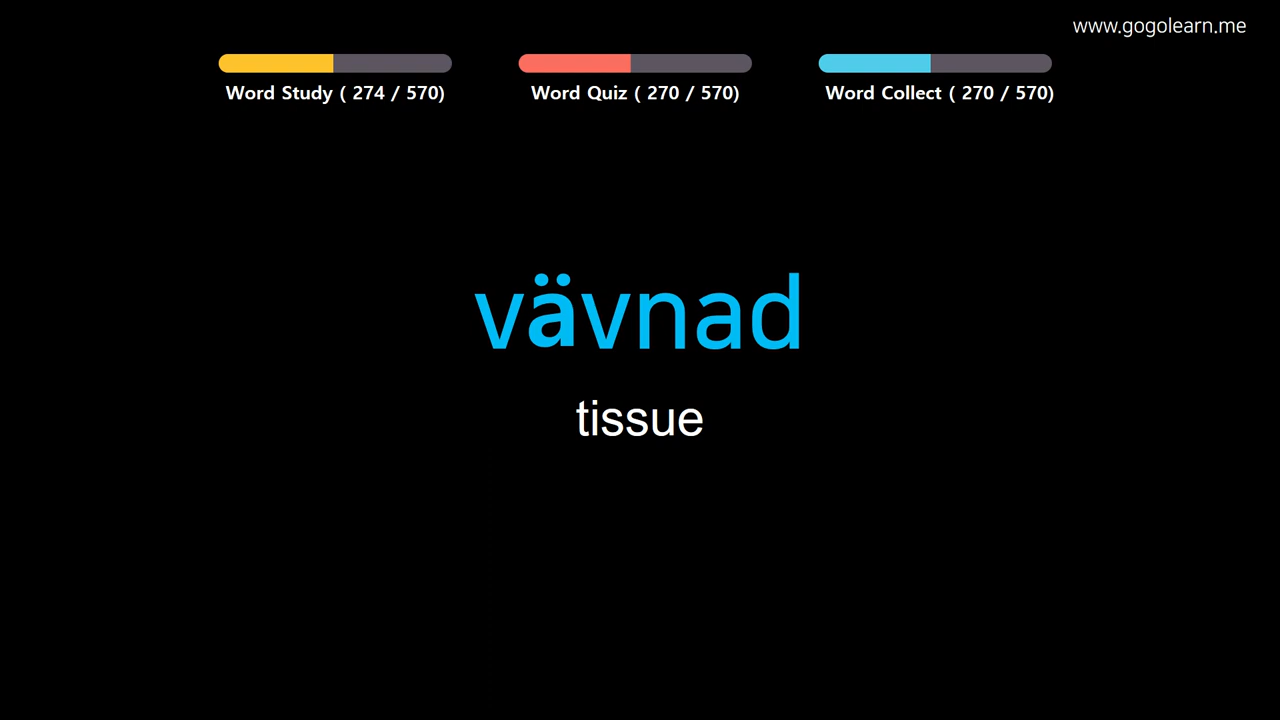 www.gogolearn.me
Word Study ( 274 / 570)
Word Quiz ( 270 / 570)
Word Collect ( 270 / 570)
vävnad
tissue